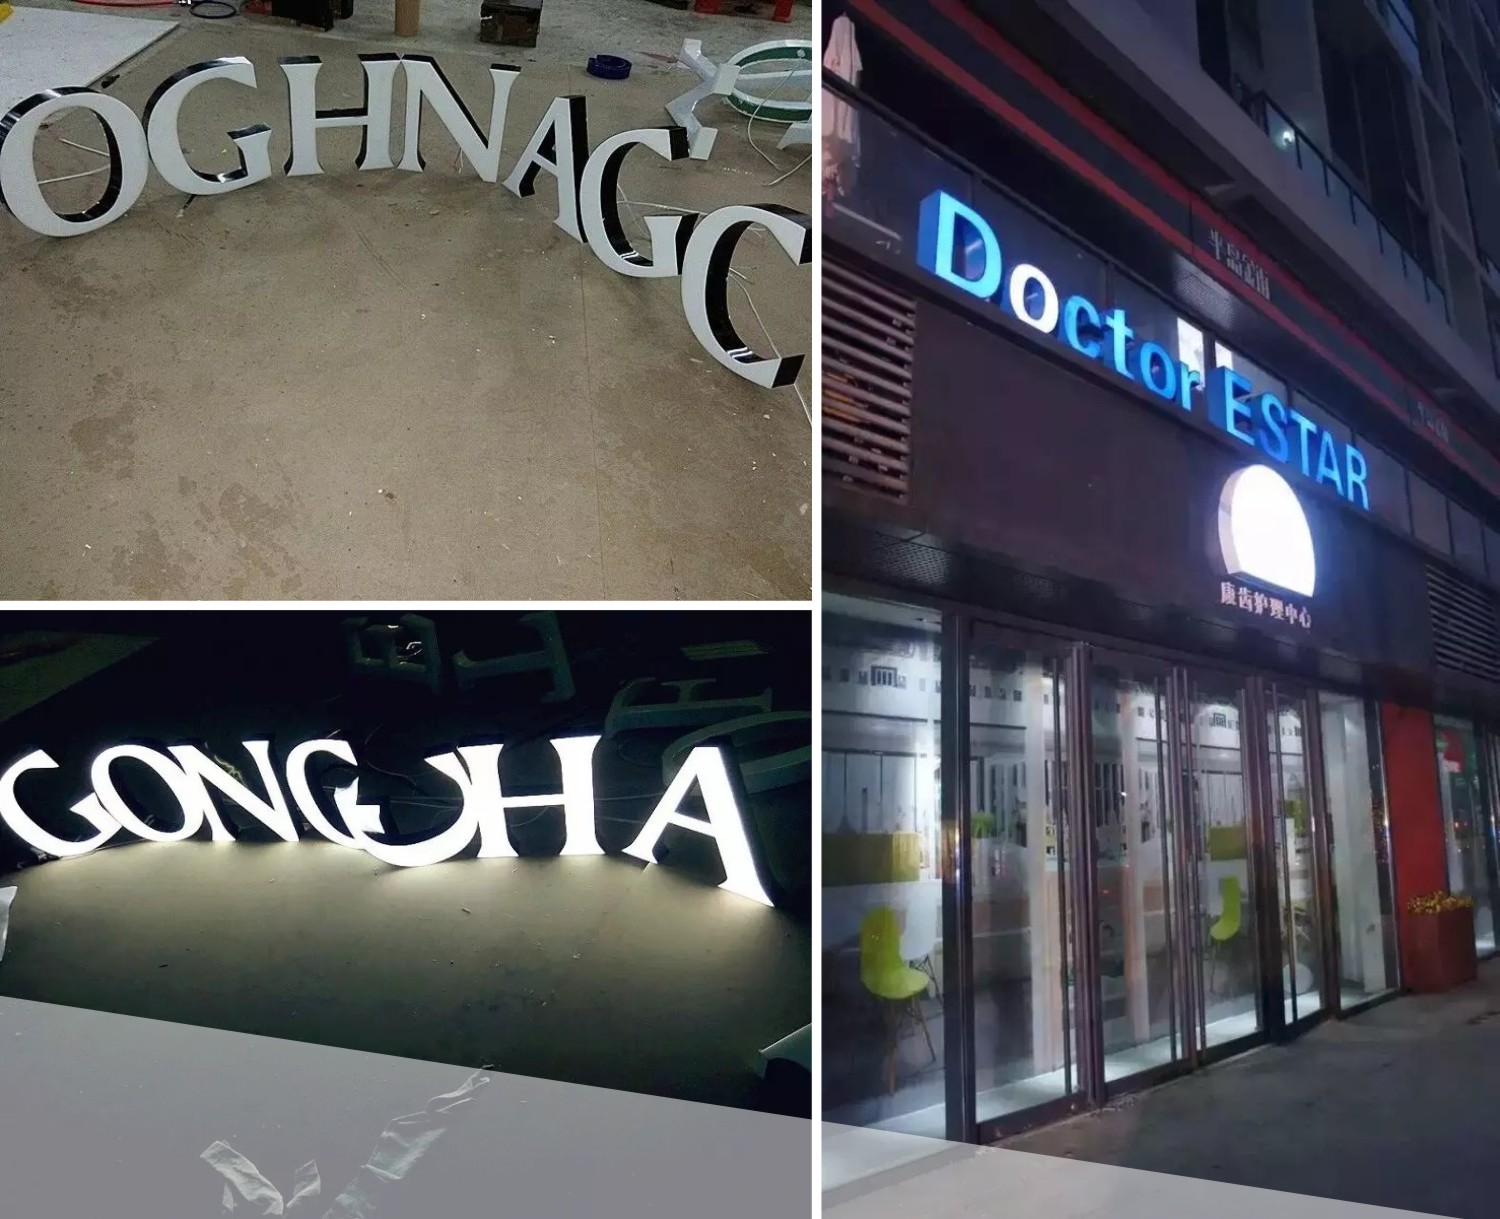 OGHNAGC
GONGCHA
Doctor ESTAR
康齿护理中心